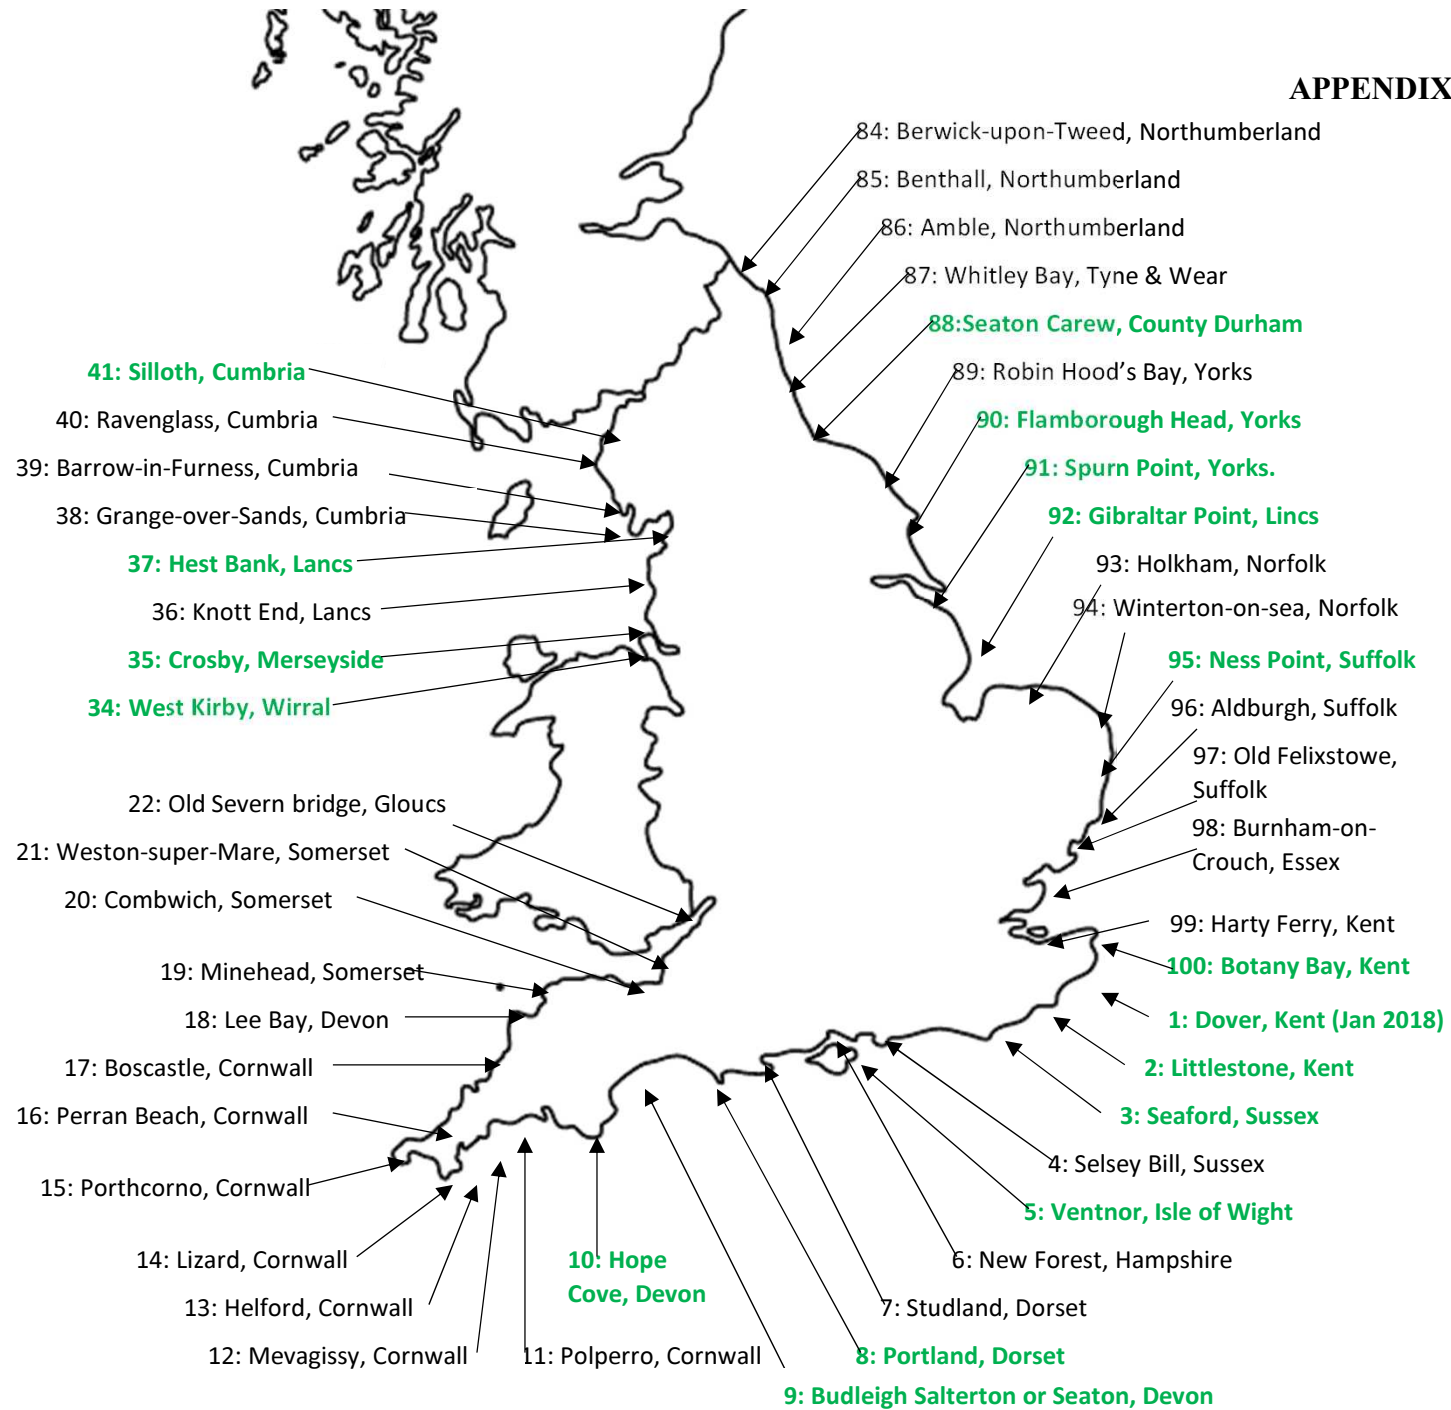 APPENDIX
84: Berwick-upon-Tweed, Northumberland
85: Benthall, Northumberland
86: Amble, Northumberland
87: Whitley Bay, Tyne & Wear
88:Seaton Carew, County Durham
89: Robin Hood's Bay, Yorks
90: Flamborough Head, Yorks
91: Spurn Point, Yorks.
92: Gibraltar Point, Lincs
93: Holkham, Norfolk
94: Winterton-on-sea, Norfolk
95: Ness Point, Suffolk
96: Aldburgh, Suffolk
97: Old Felixstowe,
Suffolk
98: Burnham-on-
Crouch, Essex
99: Harty Ferry, Kent
100: Botany Bay, Kent
1: Dover, Kent (Jan 2018)
2: Littlestone, Kent
3: Seaford, Sussex
4: Selsey Bill, Sussex
5: Ventnor, Isle of Wight
6: New Forest, Hampshire
7: Studland, Dorset
8: Portland, Dorset
9: Budleigh Salterton or Seaton, Devon
41: Silloth, Cumbria
40: Ravenglass, Cumbria
39: Barrow-in-Furness, Cumbria
38: Grange-over-Sands, Cumbria
37: Hest Bank, Lancs
36: Knott End, Lancs
35: Crosby, Merseyside
34: West Kirby, Wirral
22: Old Severn bridge, Gloucs
21: Weston-super-Mare, Somerset
20: Combwich, Somerset
19: Minehead, Somerset
18: Lee Bay, Devon
17: Boscastle, Cornwall
16: Perran Beach, Cornwall
15: Porthcorno, Cornwall
14: Lizard, Cornwall
13: Helford, Cornwall
12: Mevagissy, Cornwall
11: Polperro, Cornwall
10: Hope
Cove, Devon